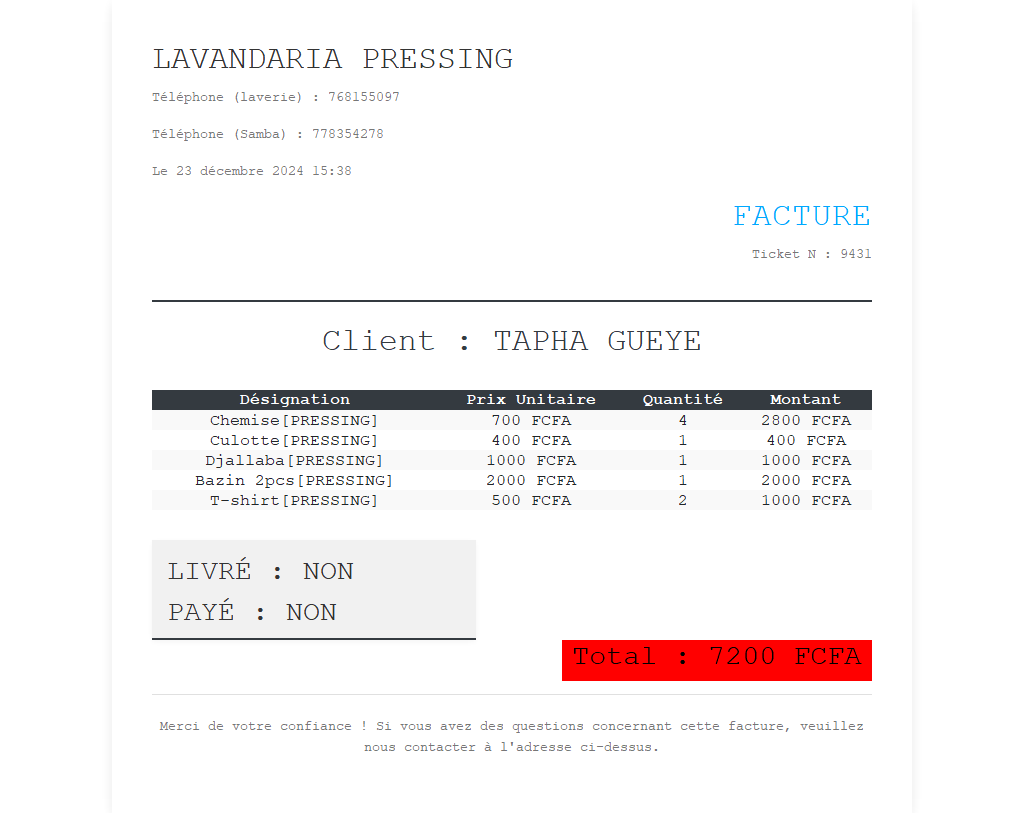 LAVANDARIA PRESSING
Téléphone (laverie) : 768155097
Téléphone (Samba) : 778354278
Le 23 décembre 2024 15:38
FACTURE
Ticket N : 9431
Client : TAPHA GUEYE
Désignation Prix Unitaire Quantité Montant
Chemise[PRESSING] 700 FCFA 4 2800 FCFA
Culotte[PRESSING] 400 FCFA 1 400 FCFA
Djallaba[PRESSING] 1000 FCFA 1 1000 FCFA
Bazin 2pcs[PRESSING] 2000 FCFA 1 2000 FCFA
T-shirt[PRESSING] 500 FCFA 2 1000 FCFA
LIVRÉ : NON
PAYÉ : NON
Total : 7200 FCFA
Merci de votre confiance ! Si vous avez des questions concernant cette facture, veuillez
nous contacter à l'adresse ci-dessus.